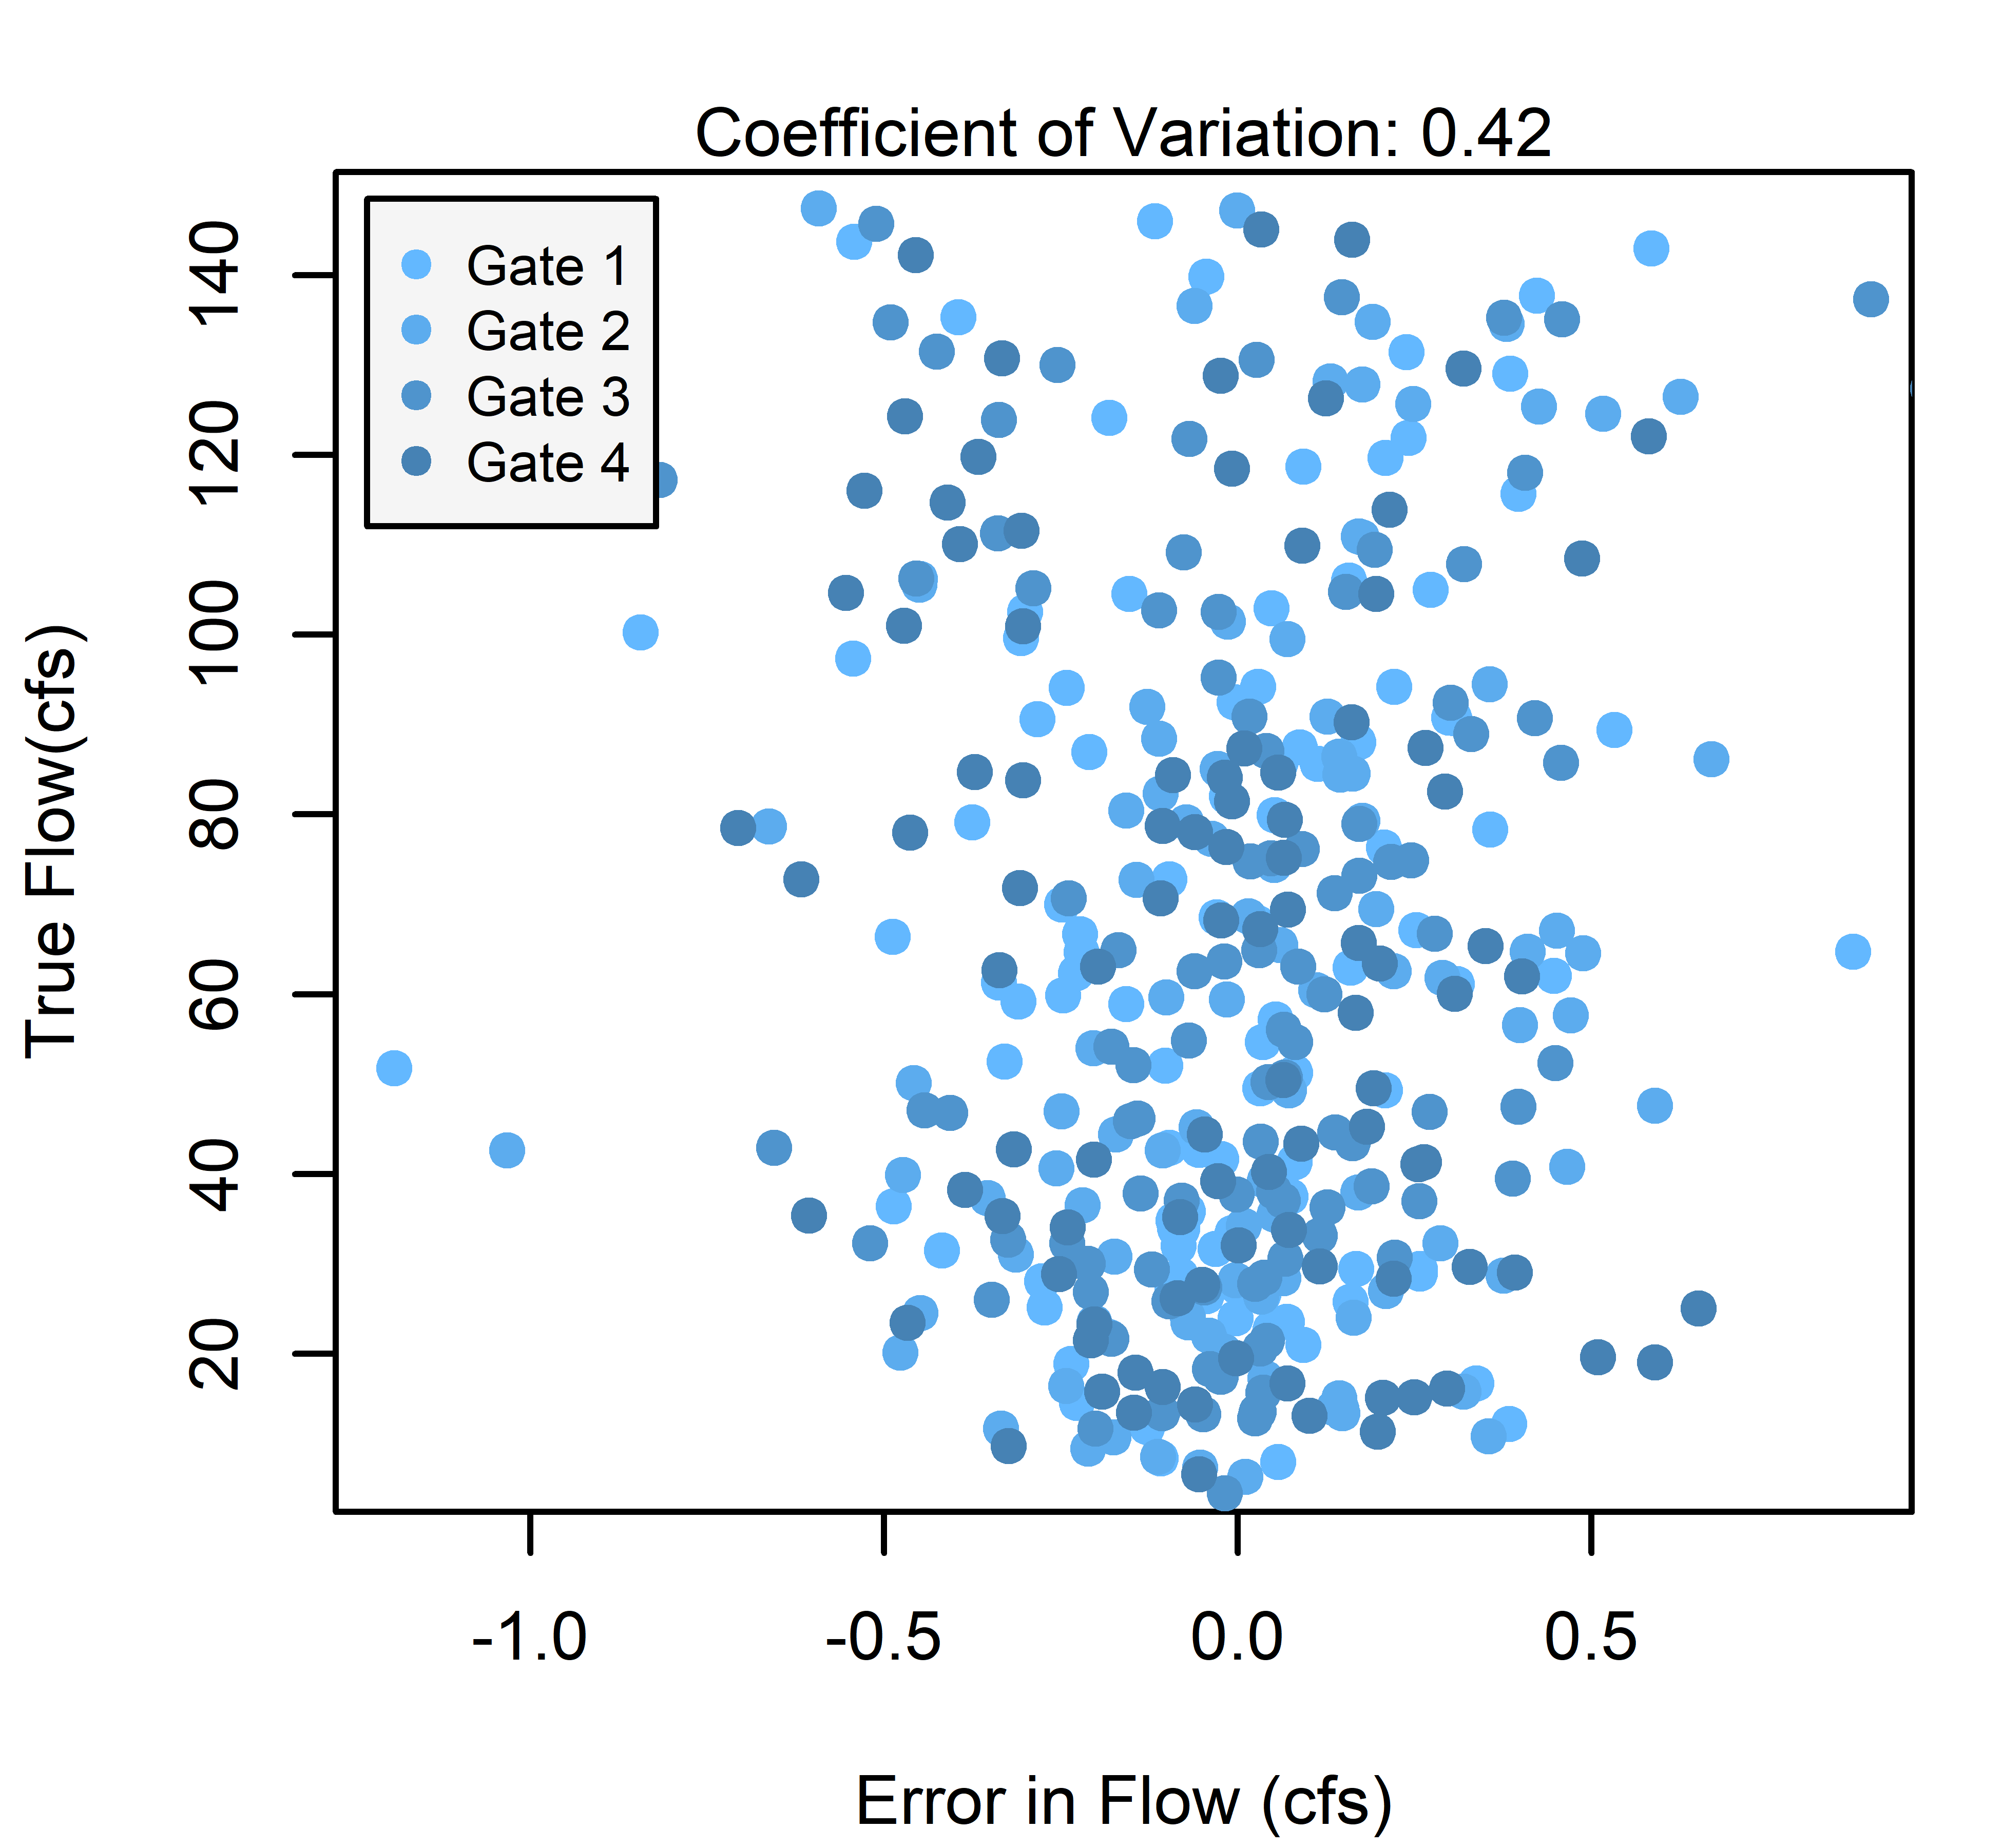 Coefficient of Variation: 0.42
Gate 1
Gate 2
Gate 3
Gate 4
True Flow(cfs)
140
120
100
80
60
40
20
-1.0 -0.5 0.0 0.5
Error in Flow (cfs)